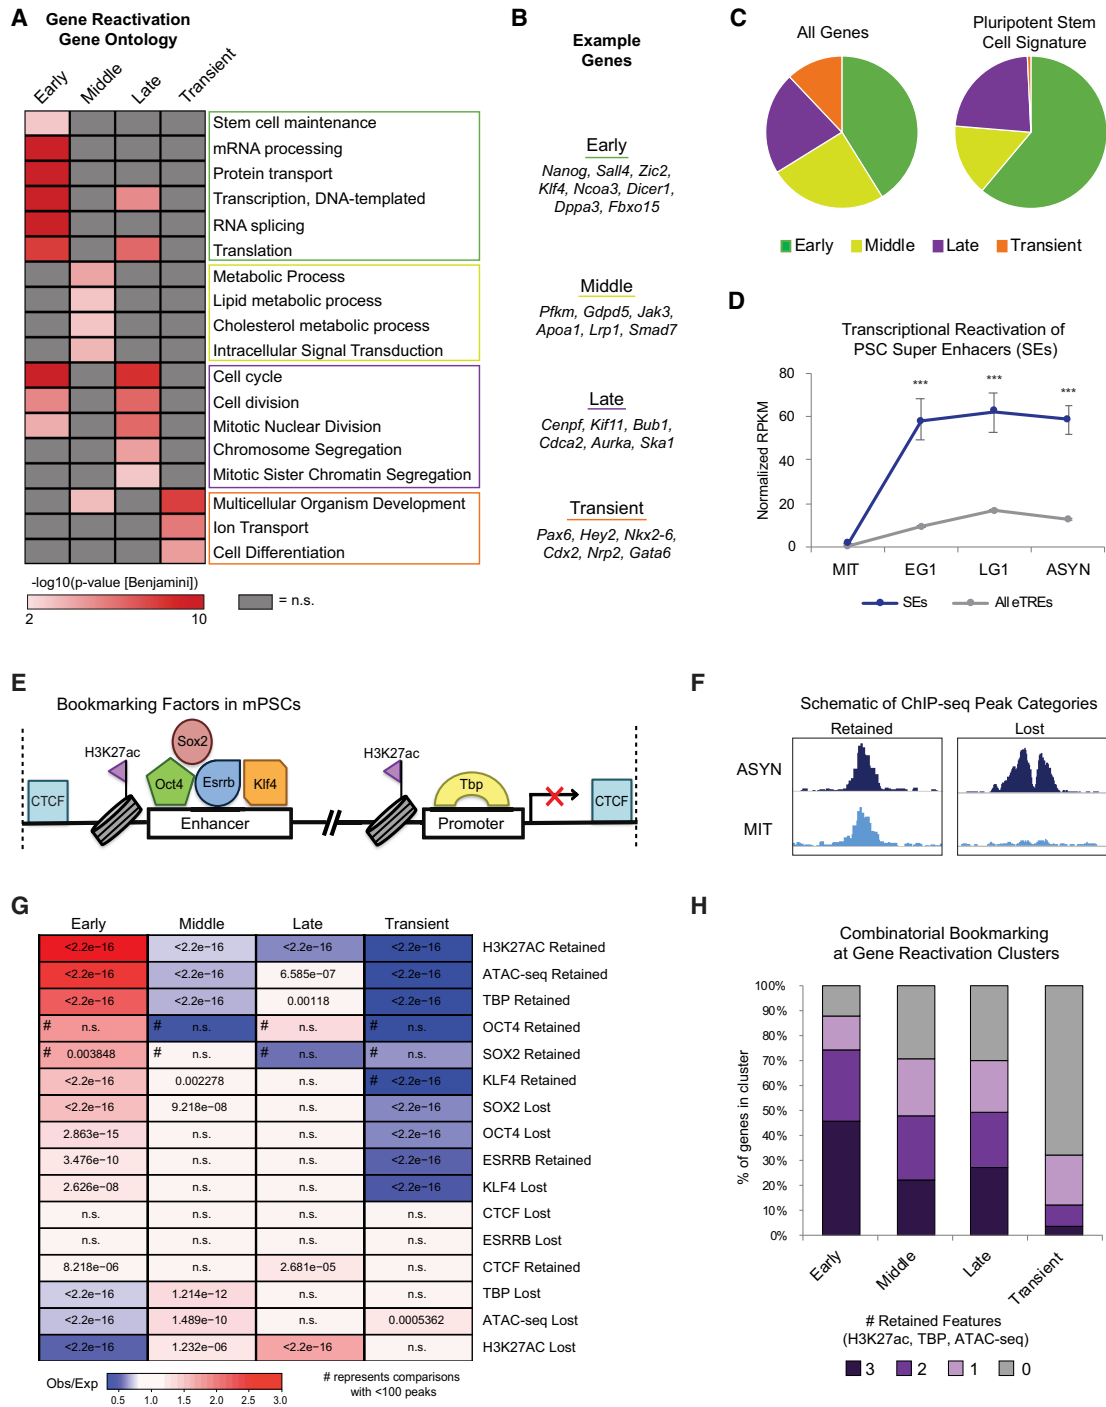 A
Gene Reactivation
Gene Ontology
Early
Middle
Late
Transient
Stem cell maintenance
mRNA processing
Protein transport
Transcription, DNA-templated
RNA splicing
Translation
Metabolic Process
Lipid metabolic process
Cholesterol metabolic process
Intracellular Signal Transduction
Cell cycle
Cell division
Mitotic Nuclear Division
Chromosome Segregation
Mitotic Sister Chromatin Segregation
Multicellular Organism Development
Ion Transport
Cell Differentiation
-log10(p-value [Benjamini])
2
10
= n.s.
B
Example
Genes
Early
Nanog, Sall4, Zic2,
Klf4, Ncoa3, Dicer1,
Dppa3, Fbxo15
Middle
Pfkm, Gdpd5, Jak3,
Apoa1, Lrp1, Smad7
Late
Cenpf, Kif11, Bub1,
Cdca2, Aurka, Ska1
Transient
Pax6, Hey2, Nkx2-6,
Cdx2, Nrp2, Gata6
C
All Genes
Pluripotent Stem
Cell Signature
Early Middle Late Transient
D
Transcriptional Reactivation of
PSC Super Enhacers (SEs)
Normalized RPKM
80
60
40
20
0
***
***
***
MIT EG1 LG1 ASYN
SEs All eTREs
E
Bookmarking Factors in mPSCs
CTCF
H3K27ac
Sox2
Oct4
Esrrb
Klf4
Enhancer
H3K27ac
Tbp
Promoter
CTCF
F
Schematic of ChIP-seq Peak Categories
Retained Lost
ASYN
MIT
G
Early Middle Late Transient
<2.2e−16 <2.2e−16 <2.2e−16 <2.2e−16 H3K27AC Retained
<2.2e−16 <2.2e−16 6.585e−07 <2.2e−16 ATAC-seq Retained
<2.2e−16 <2.2e−16 0.00118 <2.2e−16 TBP Retained
# n.s. # n.s. # n.s. # n.s. OCT4 Retained
# 0.003848 # n.s. # n.s. # n.s. SOX2 Retained
<2.2e−16 0.002278 n.s. # <2.2e−16 KLF4 Retained
<2.2e−16 9.218e−08 n.s. <2.2e−16 SOX2 Lost
2.863e−15 n.s. n.s. <2.2e−16 OCT4 Lost
3.476e−10 n.s. n.s. <2.2e−16 ESRRB Retained
2.626e−08 n.s. n.s. <2.2e−16 KLF4 Lost
n.s. n.s. n.s. n.s. CTCF Lost
n.s. n.s. n.s. n.s. ESRRB Lost
8.218e−06 n.s. 2.681e−05 n.s. CTCF Retained
<2.2e−16 1.214e−12 n.s. n.s. TBP Lost
<2.2e−16 1.489e−10 n.s. 0.0005362 ATAC-seq Lost
<2.2e−16 1.232e−06 <2.2e−16 n.s. H3K27AC Lost
Obs/Exp
0.5 1.0 1.5 2.0 2.5 3.0
# represents comparisons
with <100 peaks
H
Combinatorial Bookmarking
at Gene Reactivation Clusters
% of genes in cluster
100%
90%
80%
70%
60%
50%
40%
30%
20%
10%
0%
Early
Middle
Late
Transient
# Retained Features
(H3K27ac, TBP, ATAC-seq)
3 2 1 0